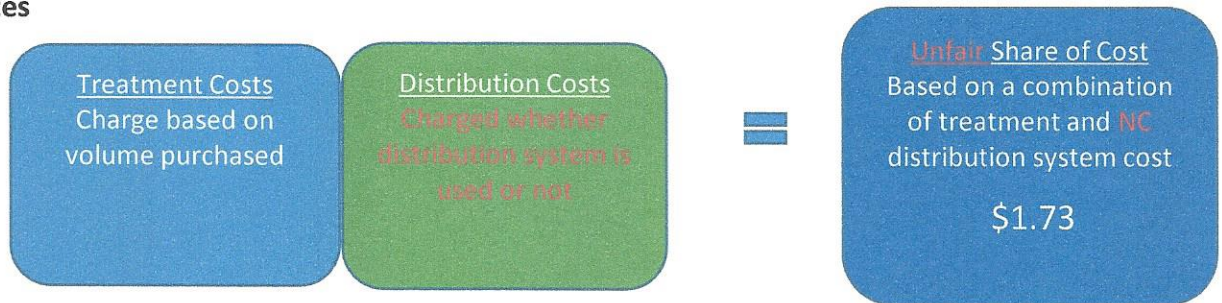 Treatment Costs
Charge based on
volume purchased
Distribution Costs
Charged whether
distribution system is
used or not
=
Unfair Share of Cost
Based on a combination
of treatment and NC
distribution system cost
$1.73